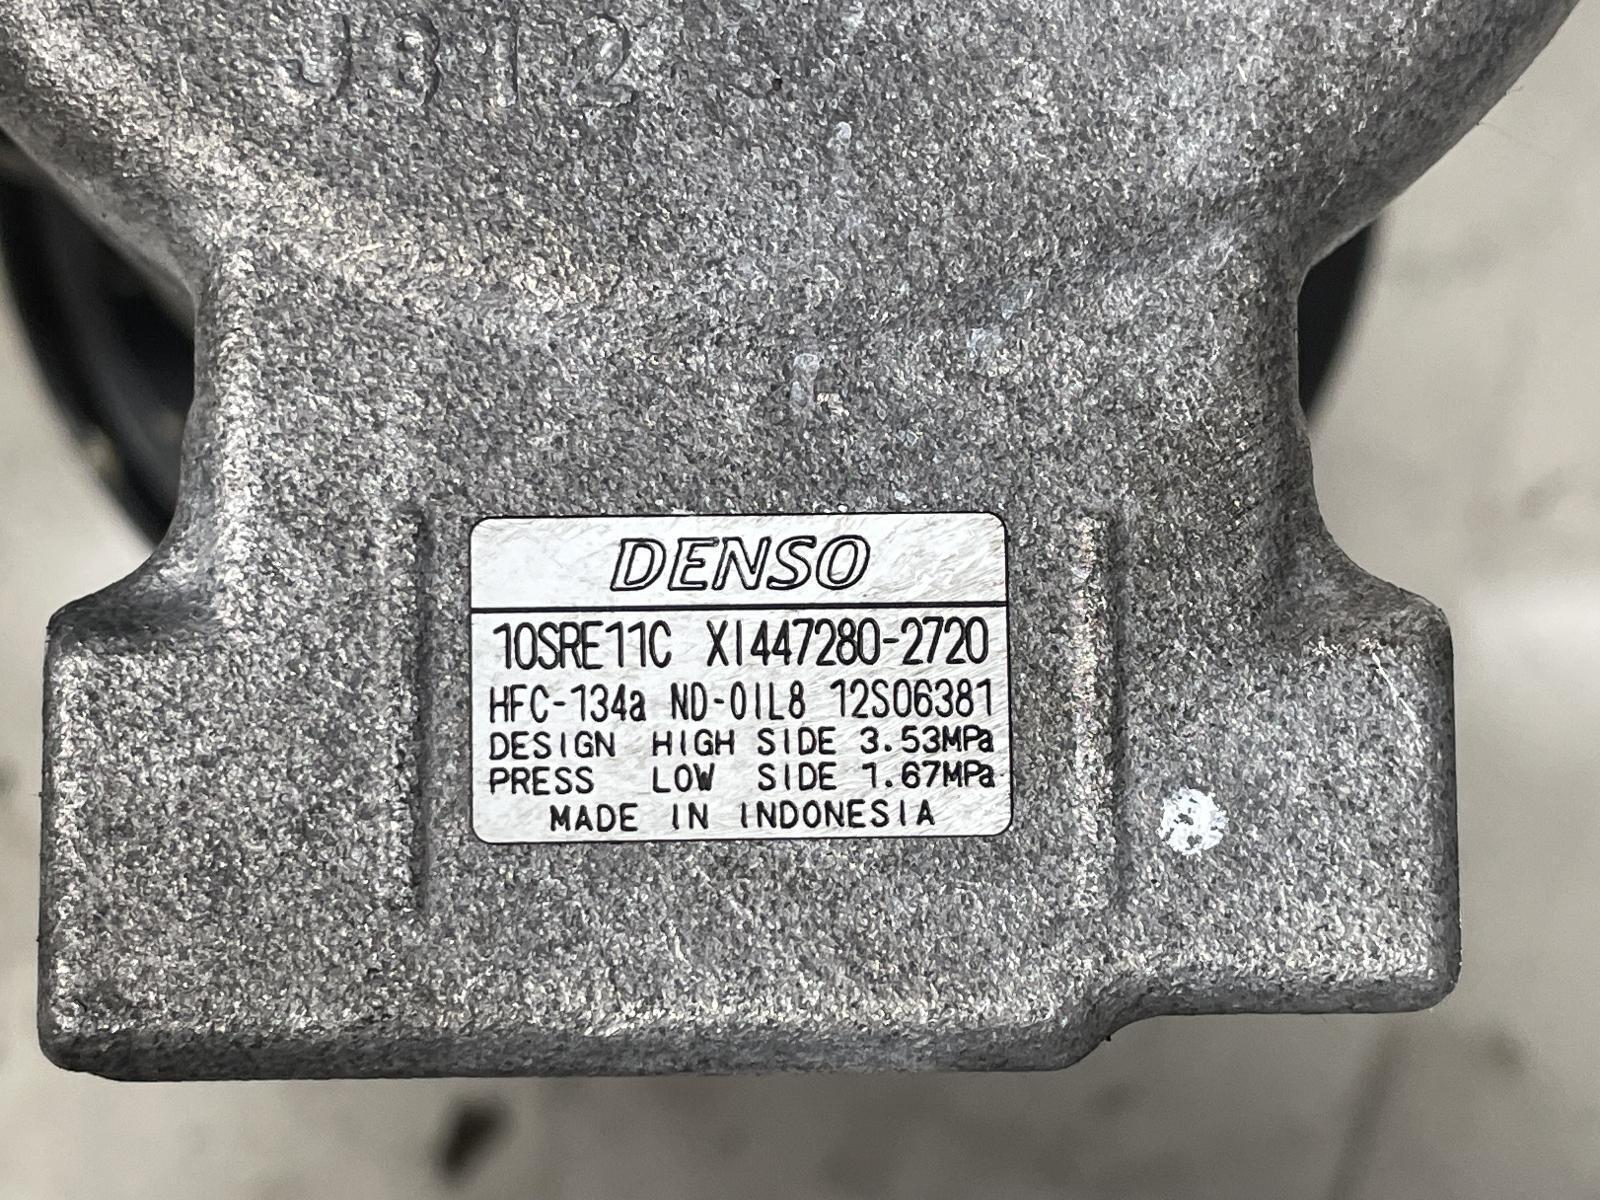 DENSO
10SRE11C XI447280-2720
HFC-134a ND-OIL8 12S06381
DESIGN HIGH SIDE 3.53MPa
PRESS LOW SIDE 1.67MPa
MADE IN INDONESIA